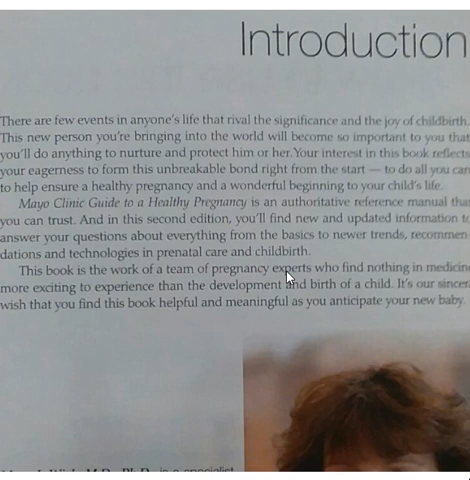 Introduction
There are few events in anyone's life that rival the significance and the joy of childbirth.
This new person you're bringing into the world will become so important to you that
you'll do anything to nurture and protect him or her. Your interest in this book reflects
your eagerness to form this unbreakable bond right from the start — to do all you can
to help ensure a healthy pregnancy and a wonderful beginning to your child's life.
Mayo Clinic Guide to a Healthy Pregnancy is an authoritative reference manual that
you can trust. And in this second edition, you'll find new and updated information to
answer your questions about everything from the basics to newer trends, recommen
dations and technologies in prenatal care and childbirth.
This book is the work of a team of pregnancy experts who find nothing in medicin
more exciting to experience than the development and birth of a child. It's our sincer
wish that you find this book helpful and meaningful as you anticipate your new baby.
M.D., Ph.D., is a specialist